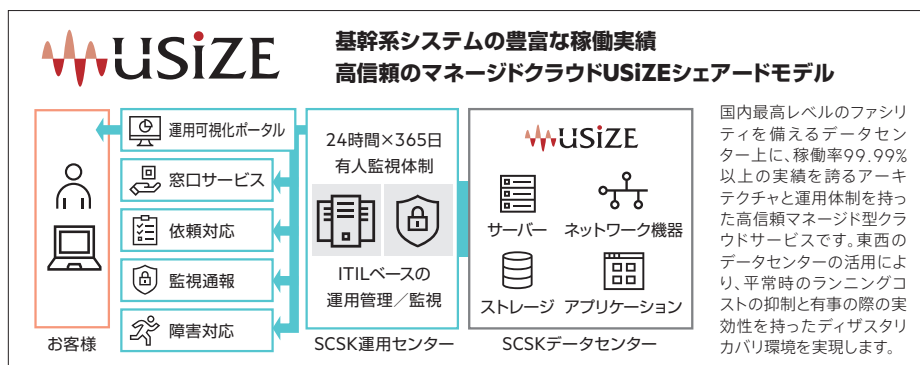 USiZE
基幹系システムの豊富な稼働実績
高信頼のマネージドクラウドUSiZEシェアードモデル
お客様
運用可視化ポータル
窓口サービス
依頼対応
監視通報
障害対応
24時間×365日
有人監視体制
ITILベースの
運用管理／監視
SCSK運用センター
USiZE
サーバー
ネットワーク機器
ストレージ
アプリケーション
SCSKデータセンター
国内最高レベルのファシリ
ティを備えるデータセン
ター上に、稼働率99.99%
以上の実績を誇るアーキ
テクチャと運用体制を持っ
た高信頼マネージド型クラ
ウドサービスです。東西の
データセンターの活用によ
り、平常時のランニングコ
ストの抑制と有事の際の実
効性を持ったディザスタリ
カバリ環境を実現します。